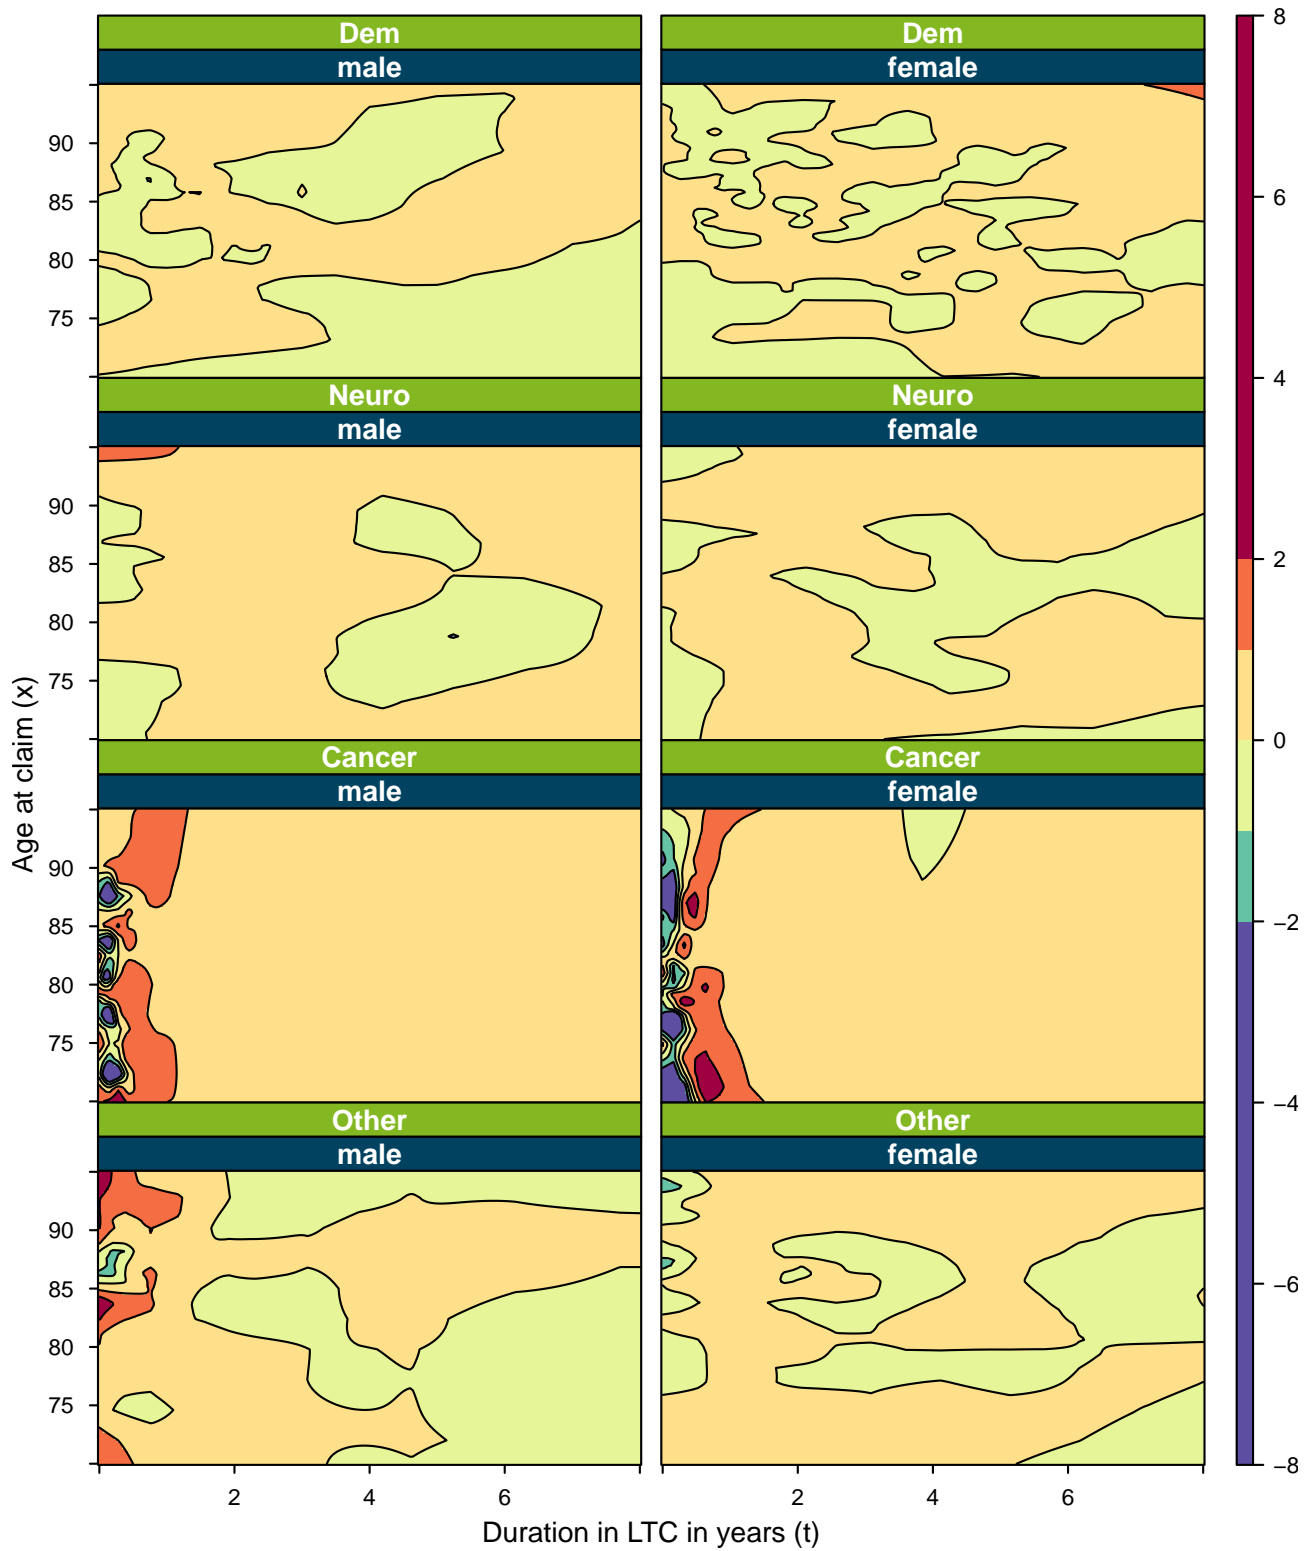 Dem
Dem
male
female
90
85
80
75
Neuro
Neuro
male
female
90
85
80
75
Cancer
Cancer
male
female
90
85
80
75
Other
Other
male
female
90
85
80
75
2
4
6
2
4
6
Age at claim (x)
Duration in LTC in years (t)
8
6
4
2
0
−2
−4
−6
−8